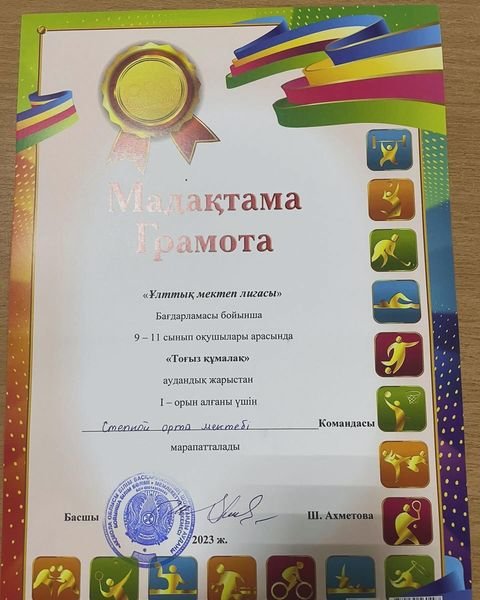 Мадақтама
Грамота
«Ұлттық мектеп лигасы»
Бағдарламасы бойынша
9 – 11 сынып оқушылары арасында
«Тоғыз құмалақ»
аудандық жарыстан
I – орын алғаны үшін
Степной орта мектебі Командасы
марапатталады
Басшы Ш. Ахметова
2023 ж.